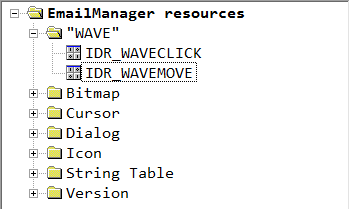 EmailManager resources
"WAVE"
IDR_WAVECLICK
IDR_WAVEMOVE
Bitmap
Cursor
Dialog
Icon
String Table
Version